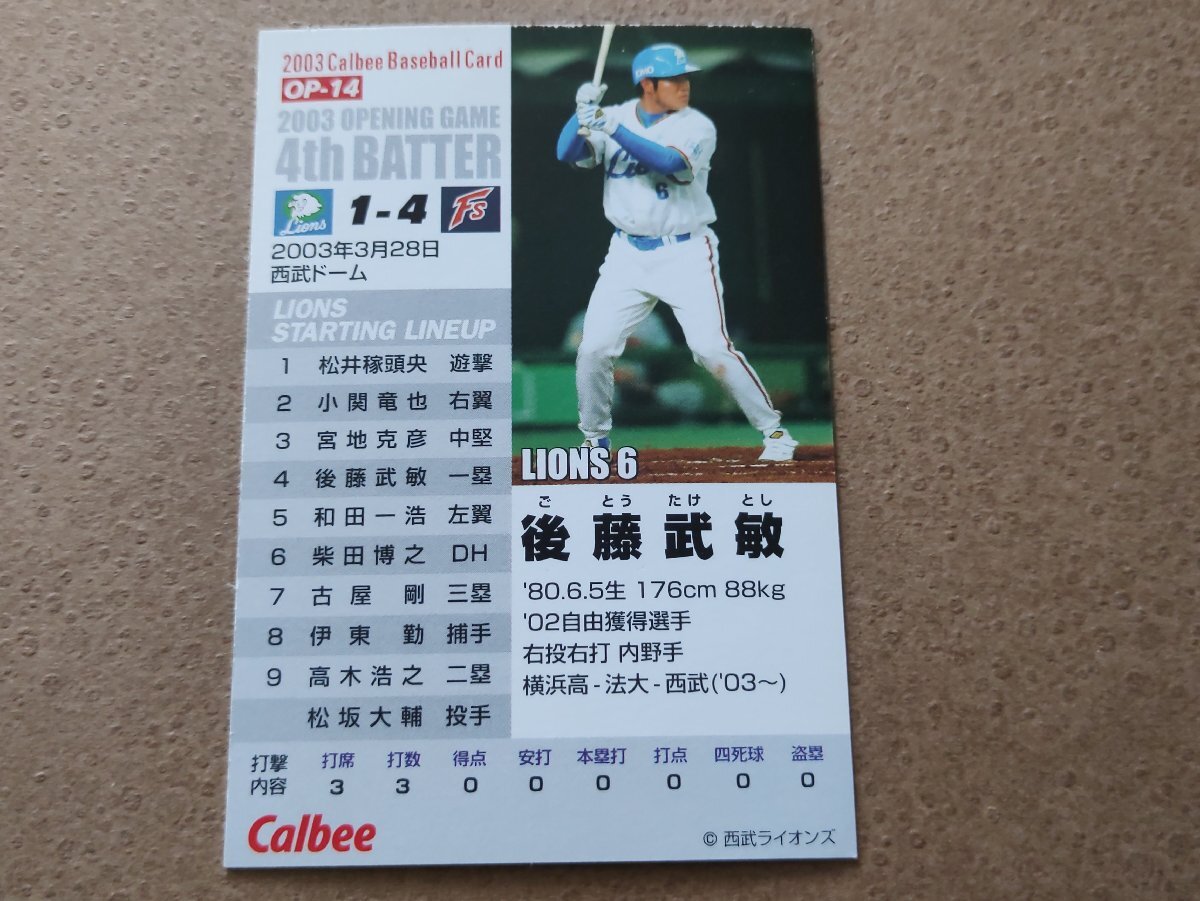 2003 Calbee Baseball Card
OP-14
2003 OPENING GAME
4th BATTER
Lions 1-4 Fs
2003年3月28日
西武ドーム
LIONS
STARTING LINEUP
1 松井稼頭央 遊撃
2 小関竜也 右翼
3 宮地克彦 中堅
4 後藤武敏 一塁
5 和田一浩 左翼
6 柴田博之 DH
7 古屋 剛 三塁
8 伊東 勤 捕手
9 高木浩之 二塁
松坂大輔 投手
LIONS 6
ご とう たけ とし
後藤武敏
'80.6.5生 176cm 88kg
'02自由獲得選手
右投右打 内野手
横浜高-法大-西武('03〜)
打撃内容 打席 打数 得点 安打 本塁打 打点 四死球 盗塁
3 3 0 0 0 0 0 0
Calbee
© 西武ライオンズ